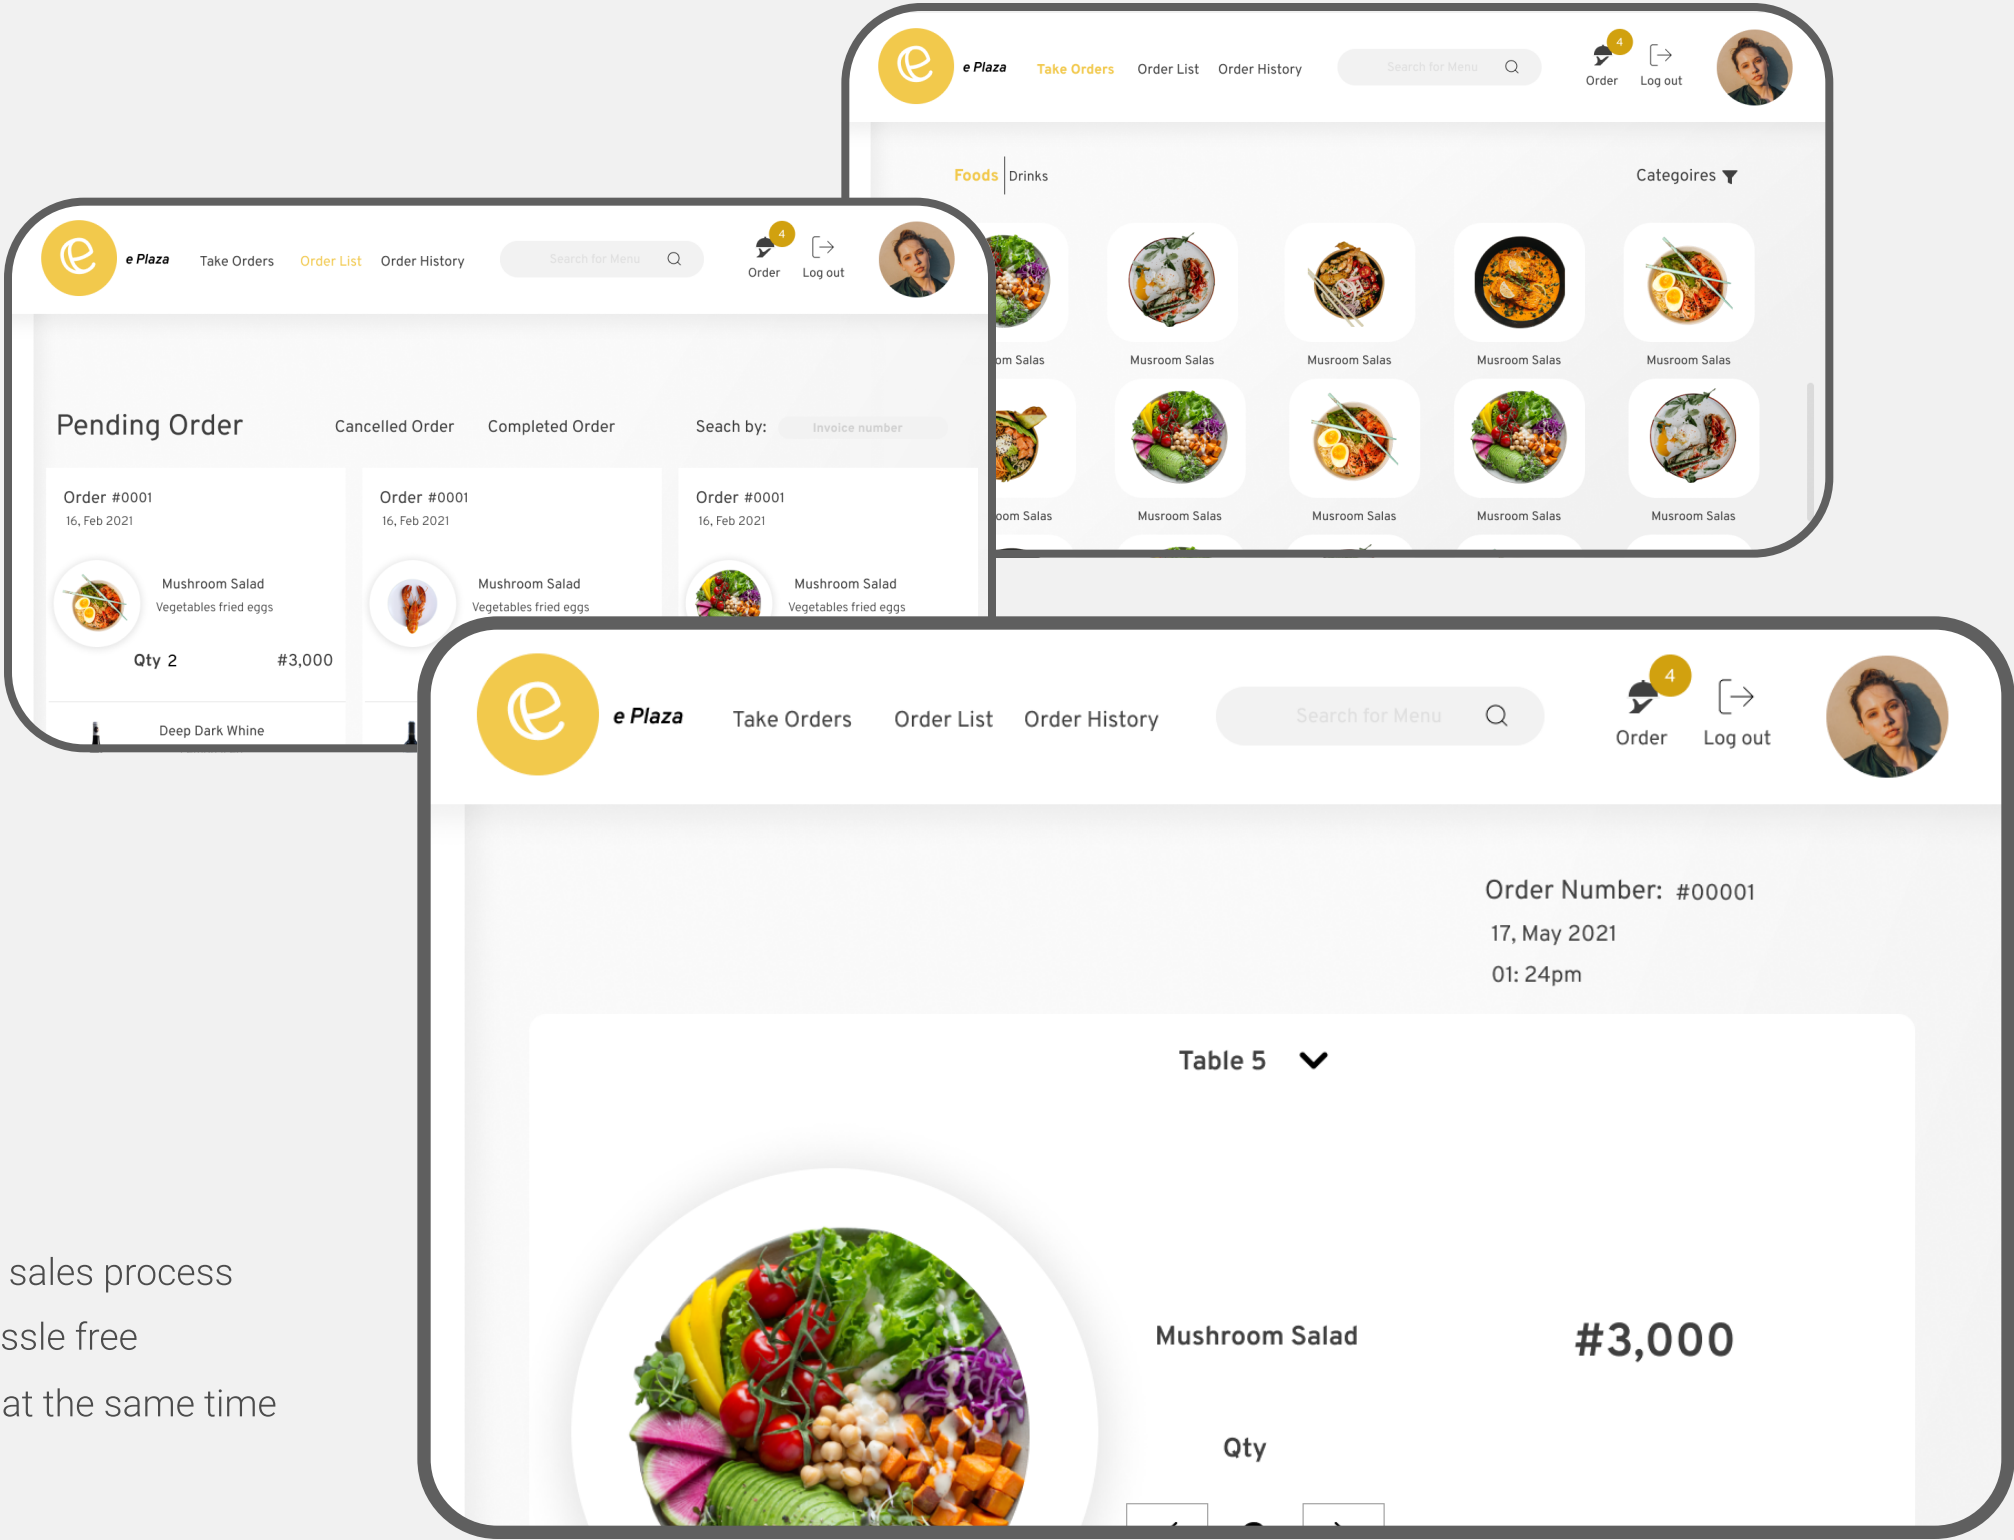 e Plaza
Take Orders
Order List
Order History
Search for Menu
4
Order
Log out
Foods
Drinks
Categoires
Musroom Salas
Musroom Salas
Musroom Salas
Musroom Salas
Salas
Musroom Salas
Musroom Salas
Musroom Salas
Musroom Salas
Salas
e Plaza
Take Orders
Order List
Order History
Search for Menu
4
Order
Log out
Pending Order
Cancelled Order
Completed Order
Seach by:
Invoice number
Order #0001
16, Feb 2021
Mushroom Salad
Vegetables fried eggs
Qty 2
#3,000
Deep Dark Whine
Order #0001
16, Feb 2021
Mushroom Salad
Vegetables fried eggs
Order #0001
16, Feb 2021
Mushroom Salad
Vegetables fried eggs
e Plaza
Take Orders
Order List
Order History
Search for Menu
4
Order
Log out
Order Number: #00001
17, May 2021
01: 24pm
Table 5
Mushroom Salad
#3,000
Qty
sales process
ssle free
at the same time